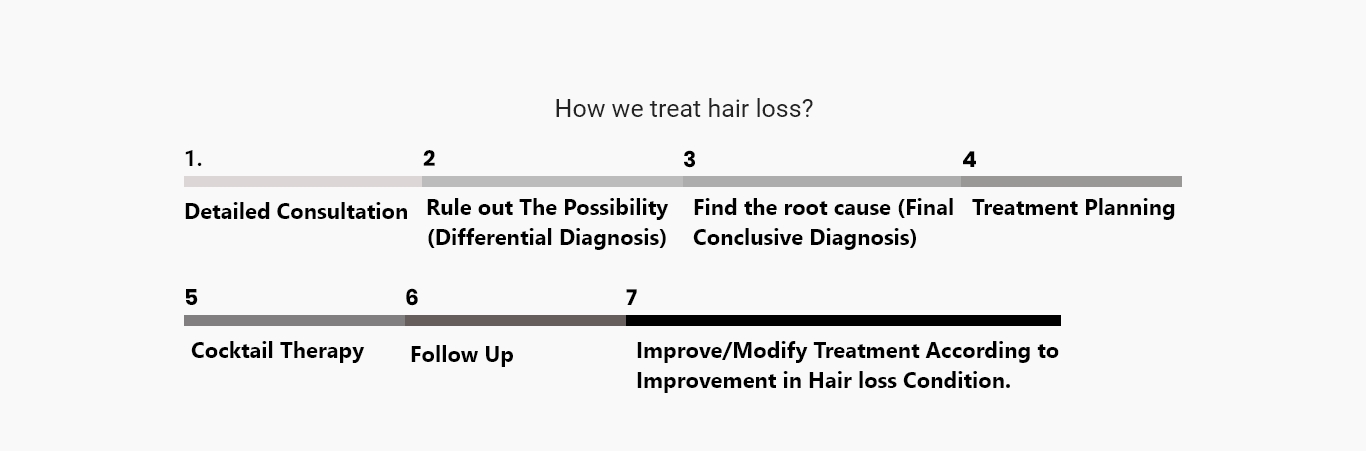 How we treat hair loss?
1.
2
3
4
Detailed Consultation
Rule out The Possibility
(Differential Diagnosis)
Find the root cause (Final
Conclusive Diagnosis)
Treatment Planning
5
6
7
Cocktail Therapy
Follow Up
Improve/Modify Treatment According to
Improvement in Hair loss Condition.